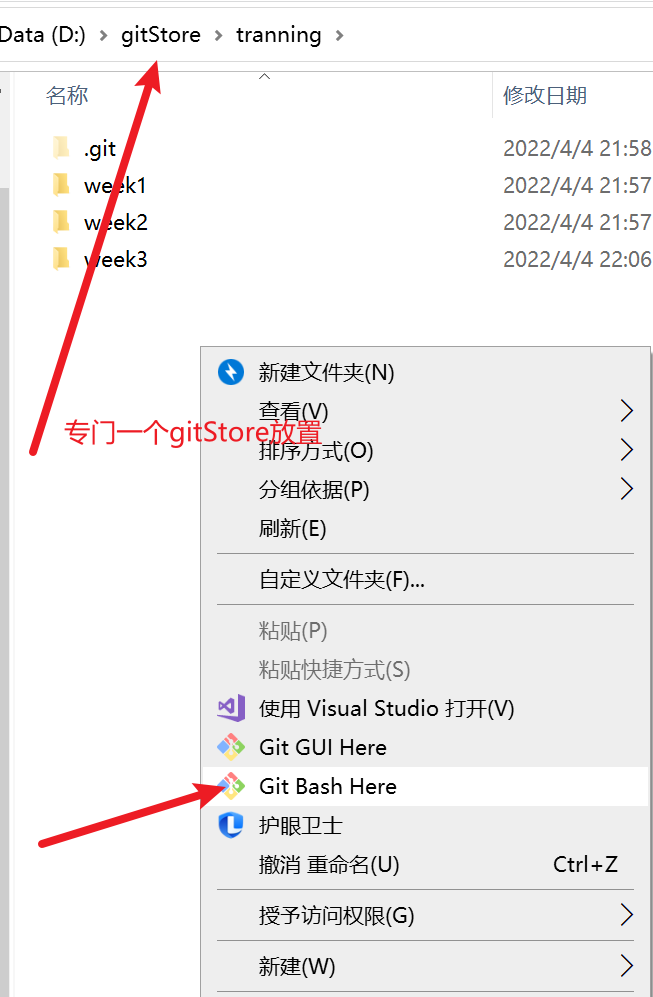 Data (D:) > gitStore > tranning >
名称 修改日期
.git 2022/4/4 21:58
week1 2022/4/4 21:57
week2 2022/4/4 21:57
week3 2022/4/4 22:06
新建文件夹(N)
查看(V)
专门一个gitStore放置
排序方式(O)
分组依据(P)
刷新(E)
自定义文件夹(F)...
粘贴(P)
粘贴快捷方式(S)
使用 Visual Studio 打开(V)
Git GUI Here
Git Bash Here
护眼卫士
撤消 重命名(U) Ctrl+Z
授予访问权限(G)
新建(W)